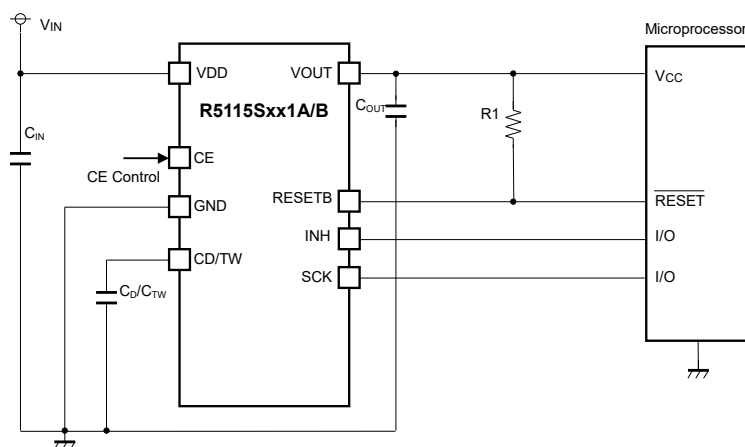 VIN
Microprocessor
VDD
VOUT
VCC
R5115Sxx1A/B
COUT
R1
CIN
CE
CE Control
GND
RESETB
RESET
INH
I/O
CD/TW
SCK
I/O
CD/CTW